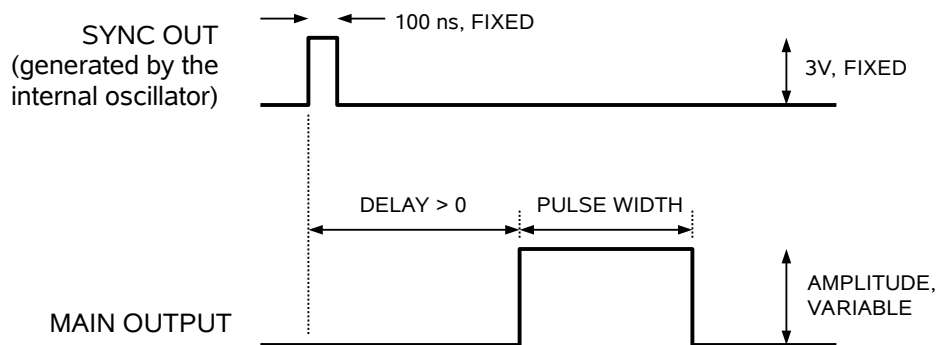 100 ns, FIXED
SYNC OUT
(generated by the
internal oscillator)
3V, FIXED
DELAY > 0
PULSE WIDTH
AMPLITUDE,
VARIABLE
MAIN OUTPUT